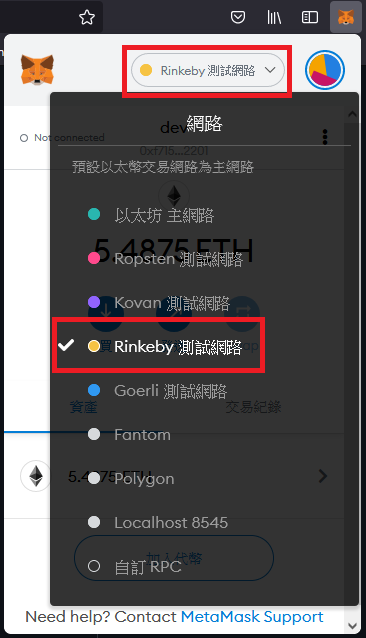 Rinkeby 測試網路
網路
Not connected
dev
0xf715...2201
預設以太幣交易網路為主網路
以太坊 主網路
5.4875 ETH
Ropsten 測試網路
Kovan 測試網路
Rinkeby 測試網路
Goerli 測試網路
資產
交易紀錄
Fantom
5.4875 ETH
Polygon
Localhost 8545
加入代幣
自訂 RPC
Need help? Contact MetaMask Support